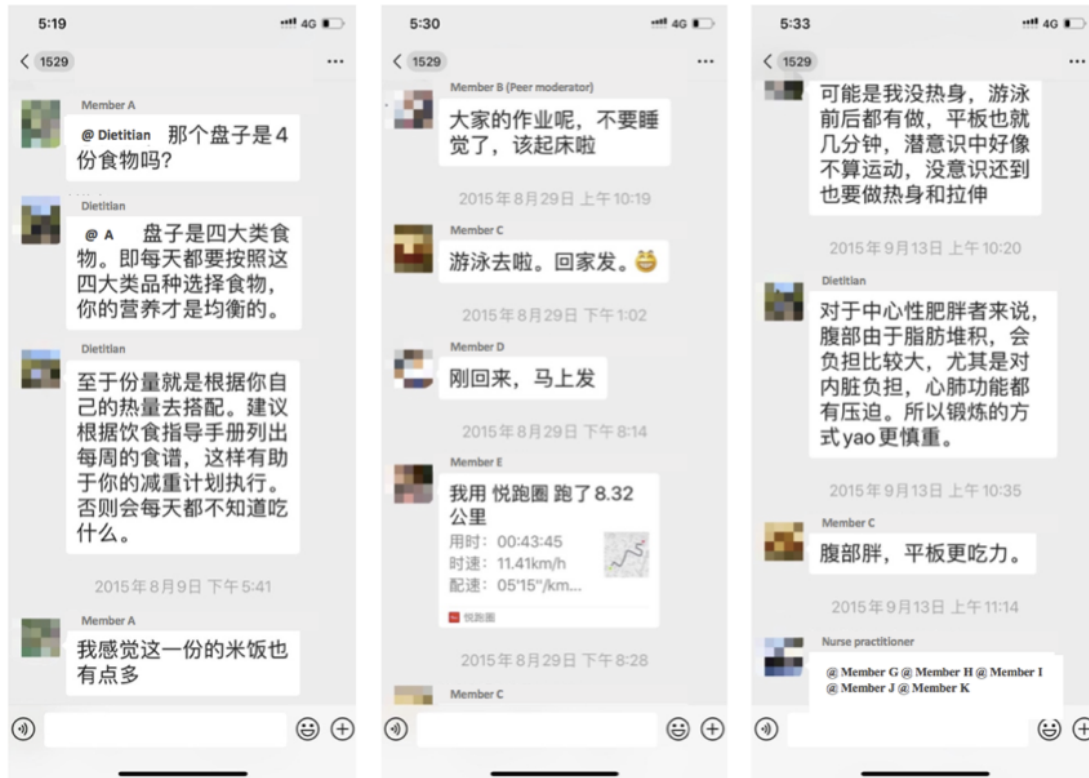 5:19
4G
1529
Member A
@ Dietitian 那个盘子是4
份食物吗?
Dietitian
@ A 盘子是四大类食
物。即每天都要按照这
四大类品种选择食物，
你的营养才是均衡的。
Dietitian
至于份量就是根据你自
己的热量去搭配。建议
根据饮食指导手册列出
每周的食谱，这样有助
于你的减重计划执行。
否则会每天都不知道吃
什么。
2015年8月9日 下午5:41
Member A
我感觉这一份的米饭也
有点多
5:30
4G
1529
Member B (Peer moderator)
大家的作业呢，不要睡
觉了，该起床啦
2015年8月29日 上午10:19
Member C
游泳去啦。回家发。
2015年8月29日 下午1:02
Member D
刚回来，马上发
2015年8月29日 下午8:14
Member E
我用 悦跑圈 跑了8.32
公里
用时：00:43:45
时速：11.41km/h
配速：05'15"/km...
悦跑圈
2015年8月29日 下午8:28
Member C
5:33
4G
1529
可能是我没热身，游泳
前后都有做，平板也就
几分钟，潜意识中好像
不算运动，没意识还到
也要做热身和拉伸
2015年9月13日 上午10:20
Dietitian
对于中心性肥胖者来说，
腹部由于脂肪堆积，会
负担比较大，尤其是对
内脏负担，心肺功能都
有压迫。所以锻炼的方
式yao更慎重。
2015年9月13日 上午10:35
Member C
腹部胖，平板更吃力。
2015年9月13日 上午11:14
Nurse practitioner
@ Member G @ Member H @ Member I
@ Member J @ Member K